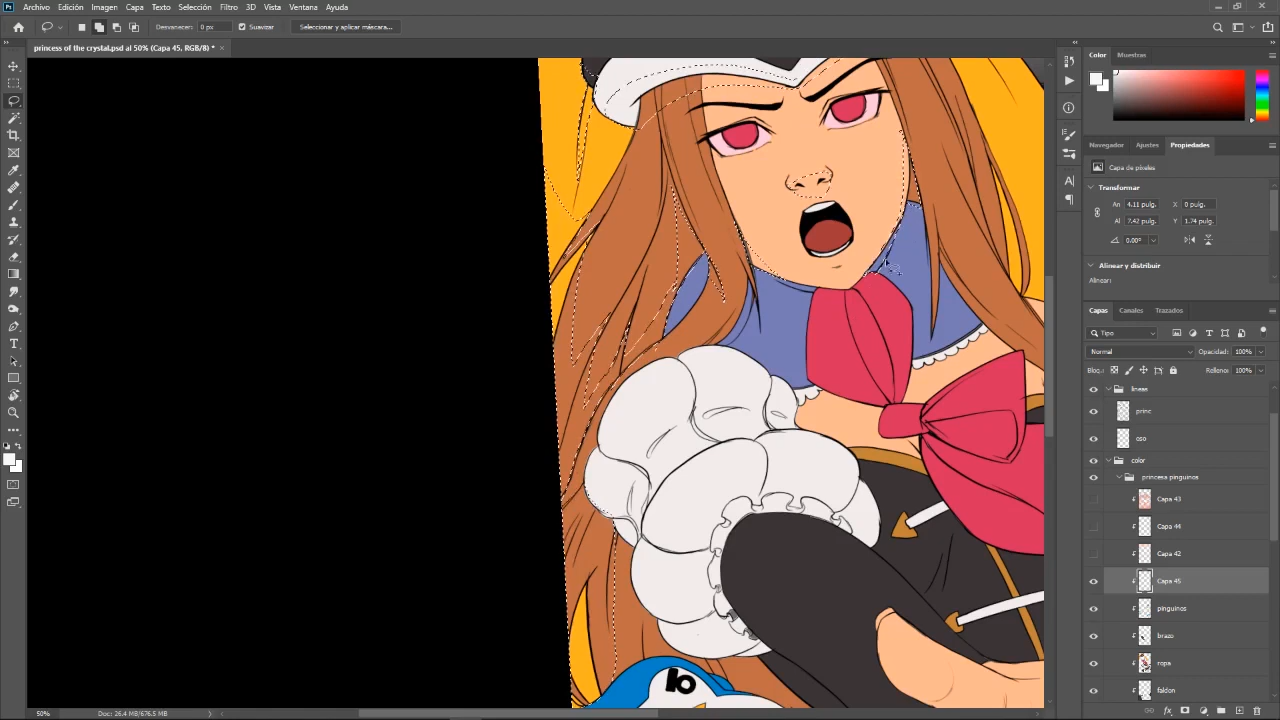 Ps Archivo Edición Imagen Capa Texto Selección Filtro 3D Vista Ventana Ayuda
Desvanecer: 0 px Suavizar Seleccionar y aplicar máscara...
princess of the crystal.psd al 50% (Capa 45, RGB/8) *
Color Muestras
Navegador Ajustes Propiedades
Capa de píxeles
Transformar
An 4.11 pulg. X 0 pulg.
Al 7.42 pulg. Y 1.74 pulg.
0.00°
Alinear y distribuir
Alinear:
Capas Canales Trazados
Tipo
Normal Opacidad: 100%
Bloq.: Relleno: 100%
lineas
princ
oso
color
princesa pinguinos
Capa 43
Capa 44
Capa 42
Capa 45
pinguinos
brazo
ropa
faldon
50% Doc: 26.4 MB/676.5 MB